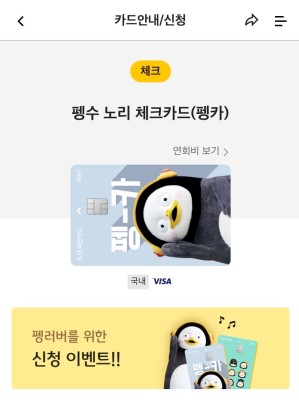 카드안내/신청
체크
펭수 노리 체크카드(펭카)
연회비 보기 >
펭-카
국내 VISA
펭러버를 위한
신청 이벤트!!
펭-카